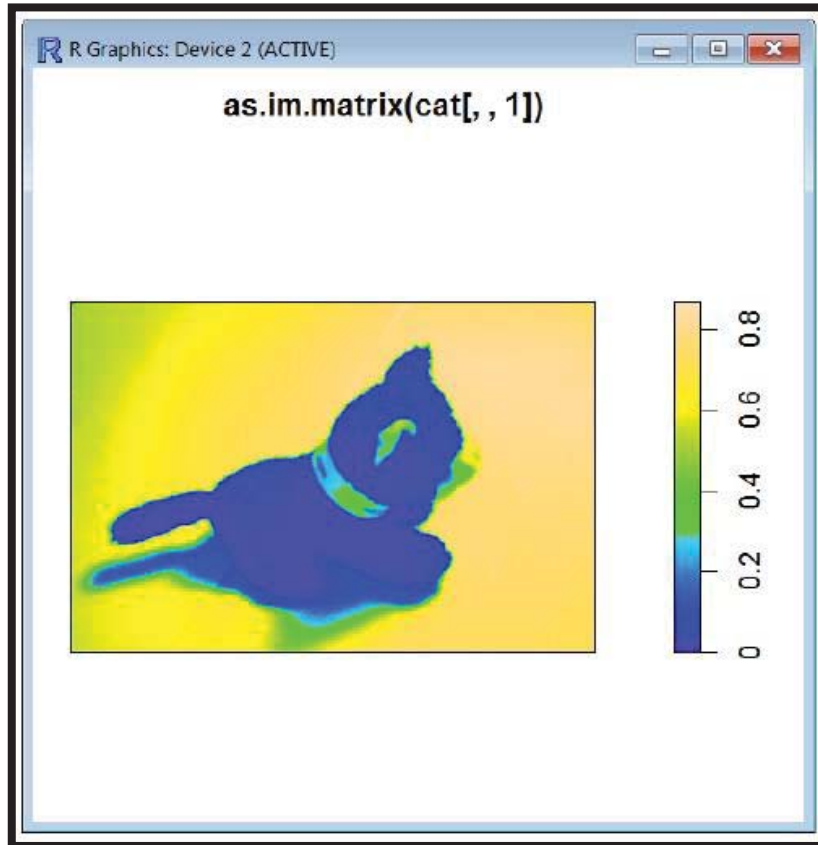 R Graphics: Device 2 (ACTIVE)
as.im.matrix(cat[, , 1])
0.8
0.6
0.4
0.2
0